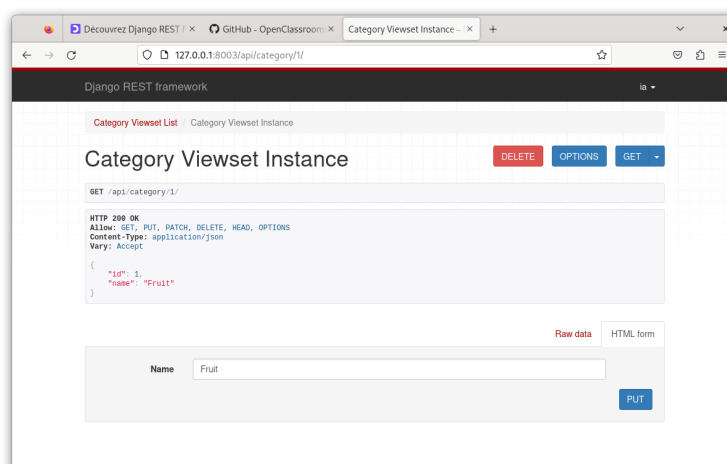 Découvrez Django REST F
GitHub - OpenClassroom
Category Viewset Instance –
127.0.0.1:8003/api/category/1/
Django REST framework
ia
Category Viewset List / Category Viewset Instance
Category Viewset Instance
DELETE
OPTIONS
GET
GET /api/category/1/
HTTP 200 OK
Allow: GET, PUT, PATCH, DELETE, HEAD, OPTIONS
Content-Type: application/json
Vary: Accept
{
"id": 1,
"name": "Fruit"
}
Raw data
HTML form
Name
Fruit
PUT